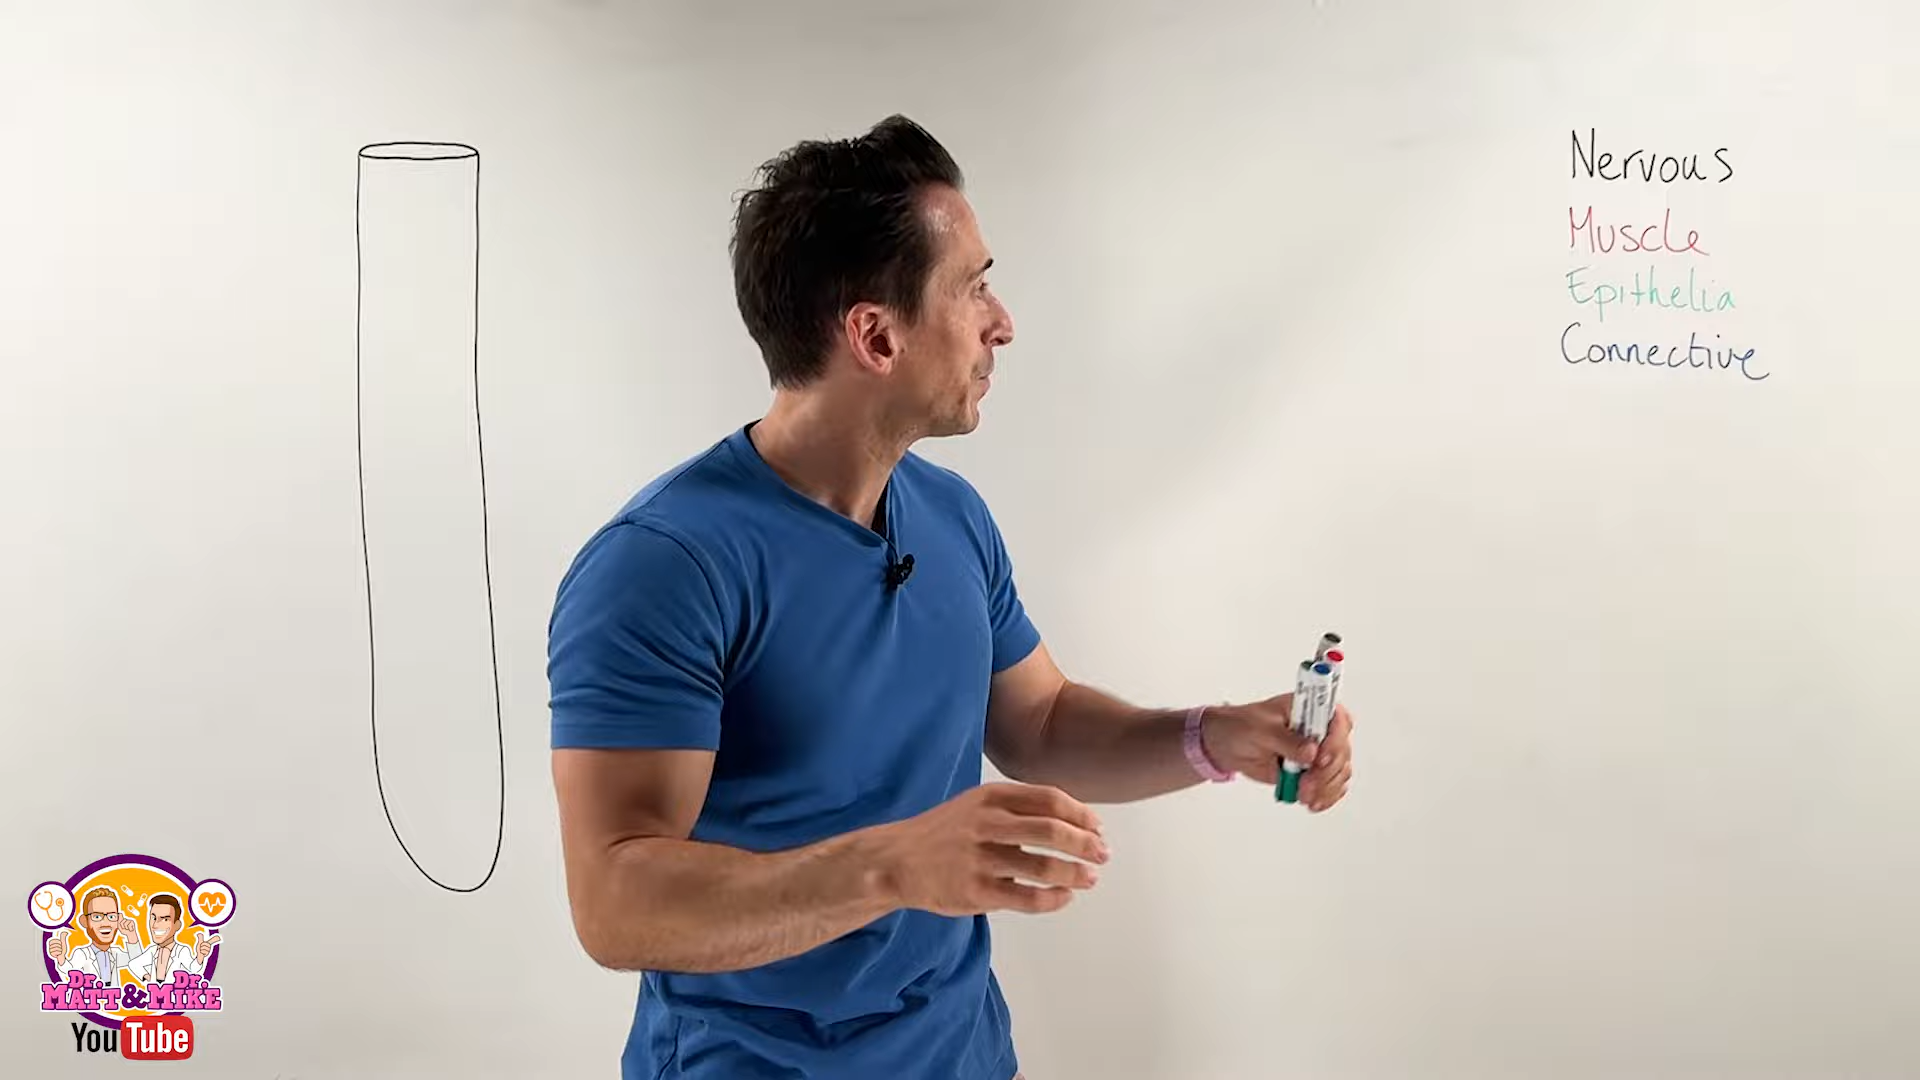 Nervous
Muscle
Epithelia
Connective
Dr. Dr.
MATT & MIKE
YouTube